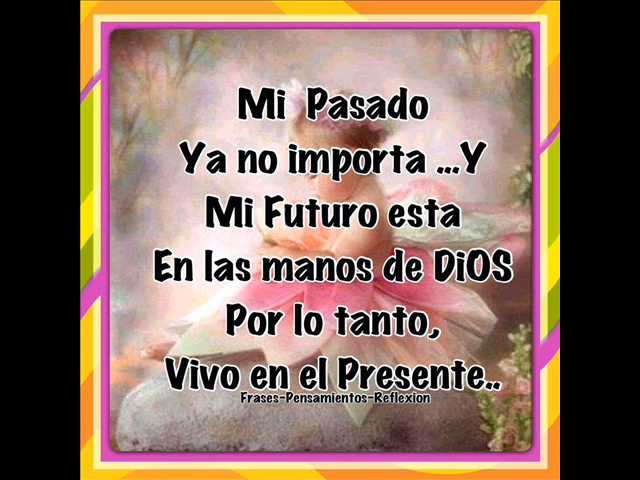 Mi Pasado
Ya no importa ...Y
Mi Futuro esta
En las manos de DiOS
Por lo tanto,
Vivo en el Presente..
Frases-Pensamientos-Reflexion